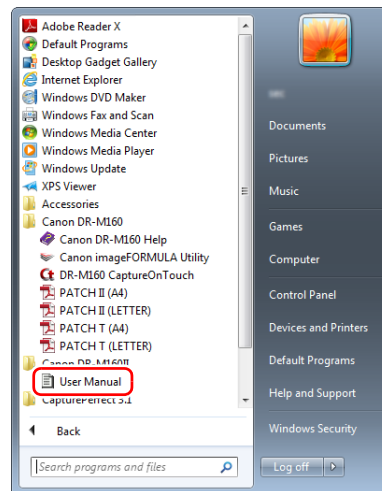 Adobe Reader X
Default Programs
Desktop Gadget Gallery
Internet Explorer
Windows DVD Maker
Windows Fax and Scan
Windows Media Center
Windows Media Player
Windows Update
XPS Viewer
Accessories
Canon DR-M160
Canon DR-M160 Help
Canon imageFORMULA Utility
DR-M160 CaptureOnTouch
PATCH II (A4)
PATCH II (LETTER)
PATCH T (A4)
PATCH T (LETTER)
Canon DR-M160II
User Manual
CapturePerfect 3.1
Back
Search programs and files
Documents
Pictures
Music
Games
Computer
Control Panel
Devices and Printers
Default Programs
Help and Support
Windows Security
Log off